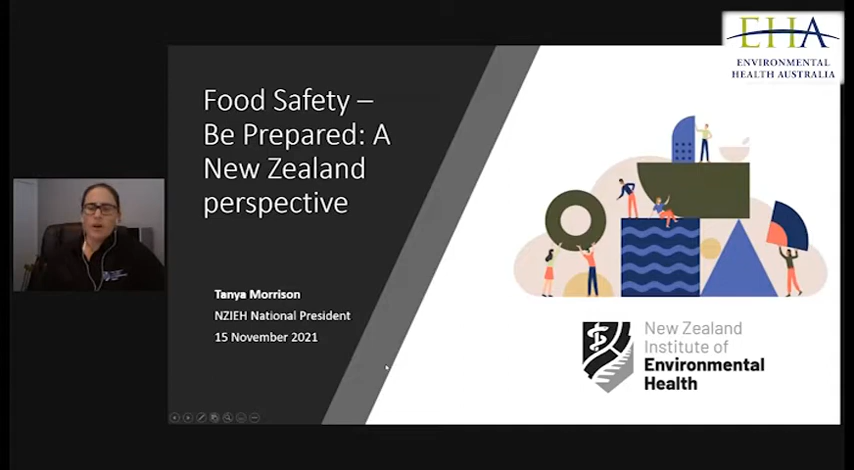 EHA
ENVIRONMENTAL
HEALTH AUSTRALIA
Food Safety –
Be Prepared: A
New Zealand
perspective
Tanya Morrison
NZIEH National President
15 November 2021
New Zealand
Institute of
Environmental
Health